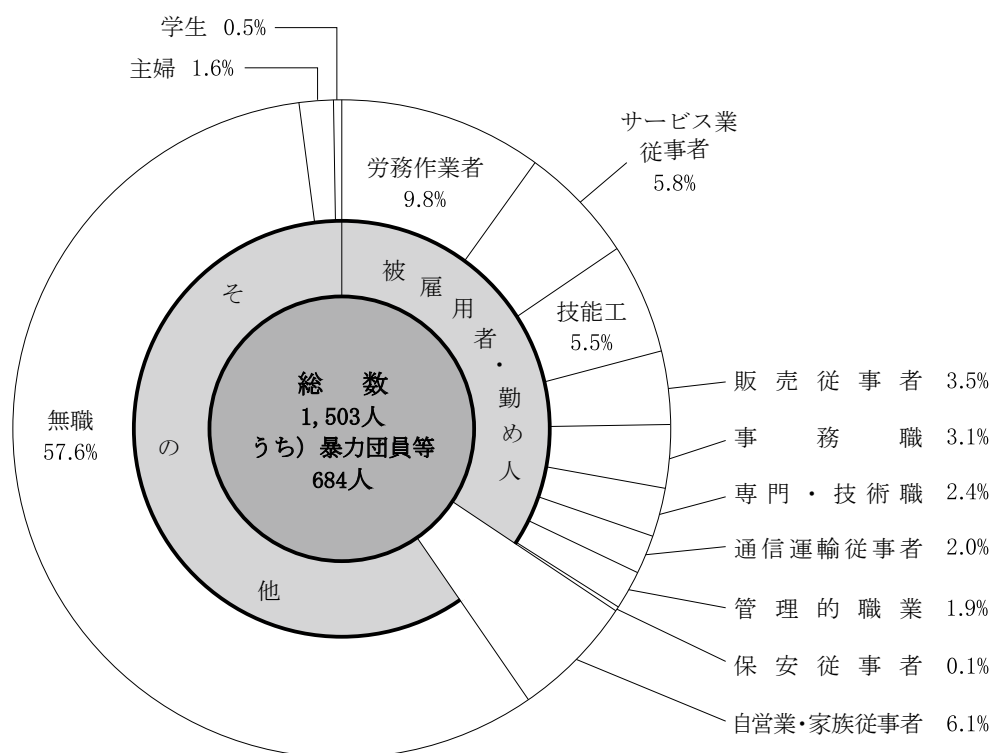 学生 0.5%
主婦 1.6%
サービス業
従事者
5.8%
労務作業者
9.8%
技能工
5.5%
販売従事者 3.5%
事務職 3.1%
専門・技術職 2.4%
通信運輸従事者 2.0%
管理的職業 1.9%
保安従事者 0.1%
自営業・家族従事者 6.1%
無職
57.6%
被雇用者・勤め人
その他
総数
1,503人
うち）暴力団員等
684人